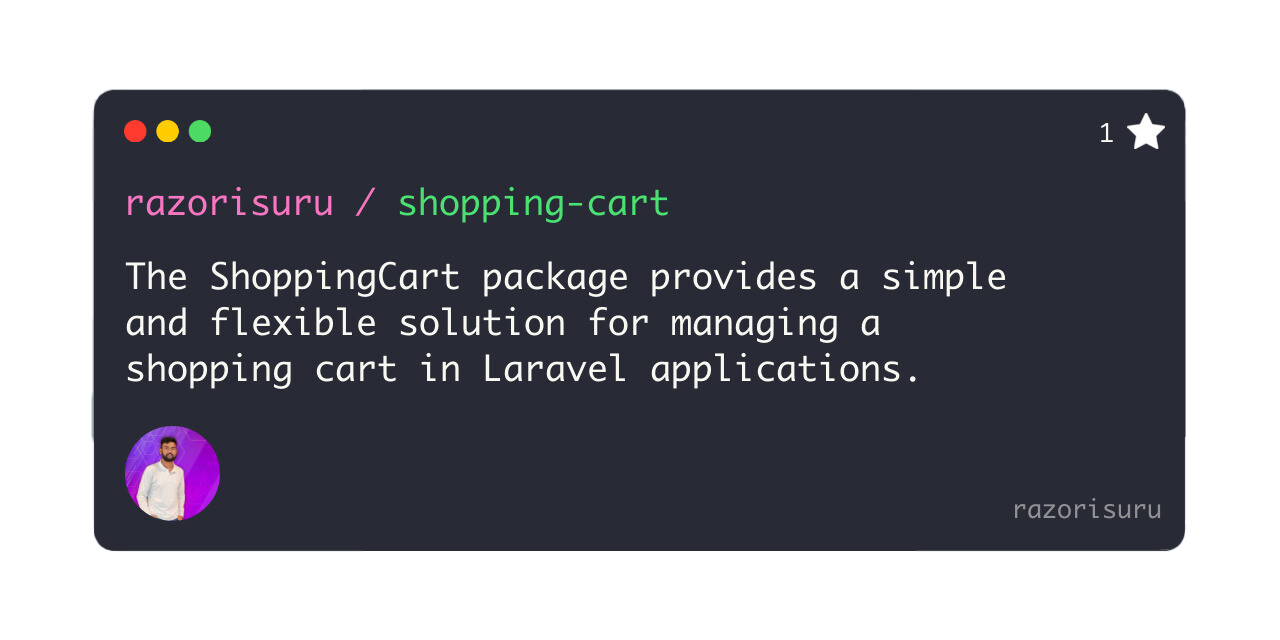 1
razorisuru / shopping-cart
The ShoppingCart package provides a simple
and flexible solution for managing a
shopping cart in Laravel applications.
razorisuru